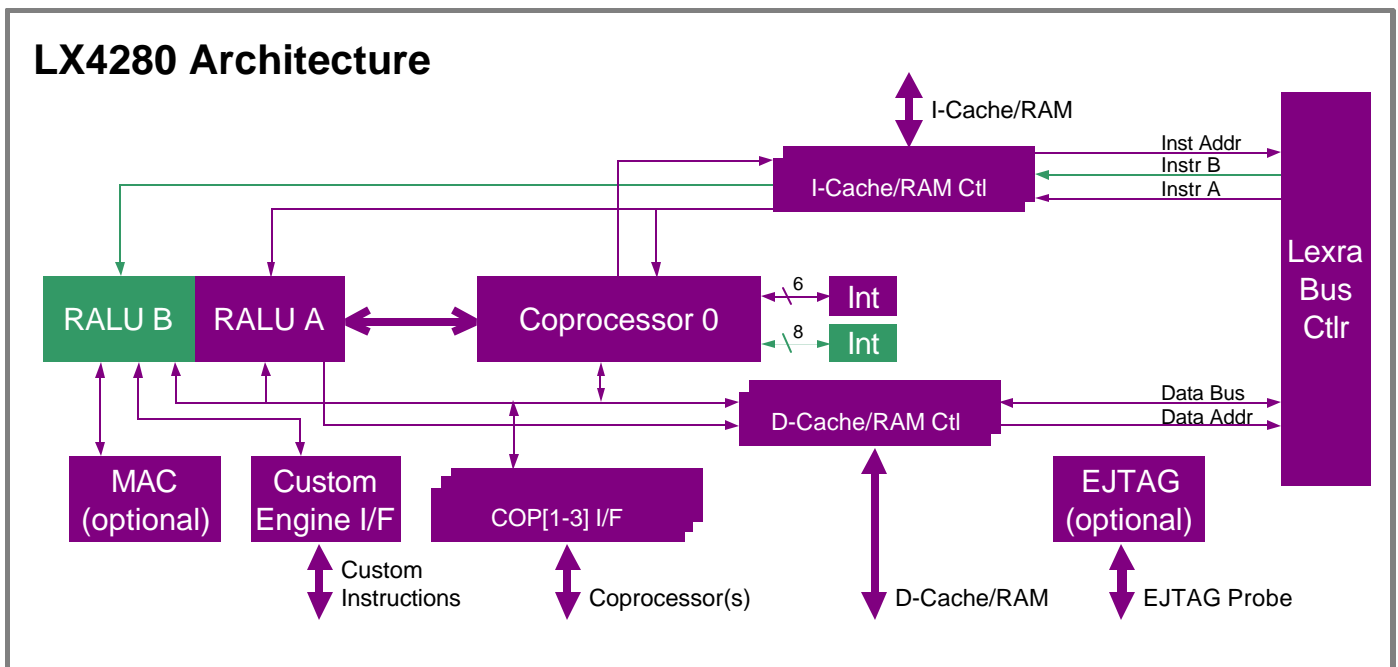 LX4280 Architecture
I-Cache/RAM
Inst Addr
Instr B
Instr A
I-Cache/RAM Ctl
Lexra
Bus
Ctlr
RALU B
RALU A
Coprocessor 0
6
Int
8
Int
Data Bus
Data Addr
D-Cache/RAM Ctl
MAC
(optional)
Custom
Engine I/F
COP[1-3] I/F
EJTAG
(optional)
Custom
Instructions
Coprocessor(s)
D-Cache/RAM
EJTAG Probe